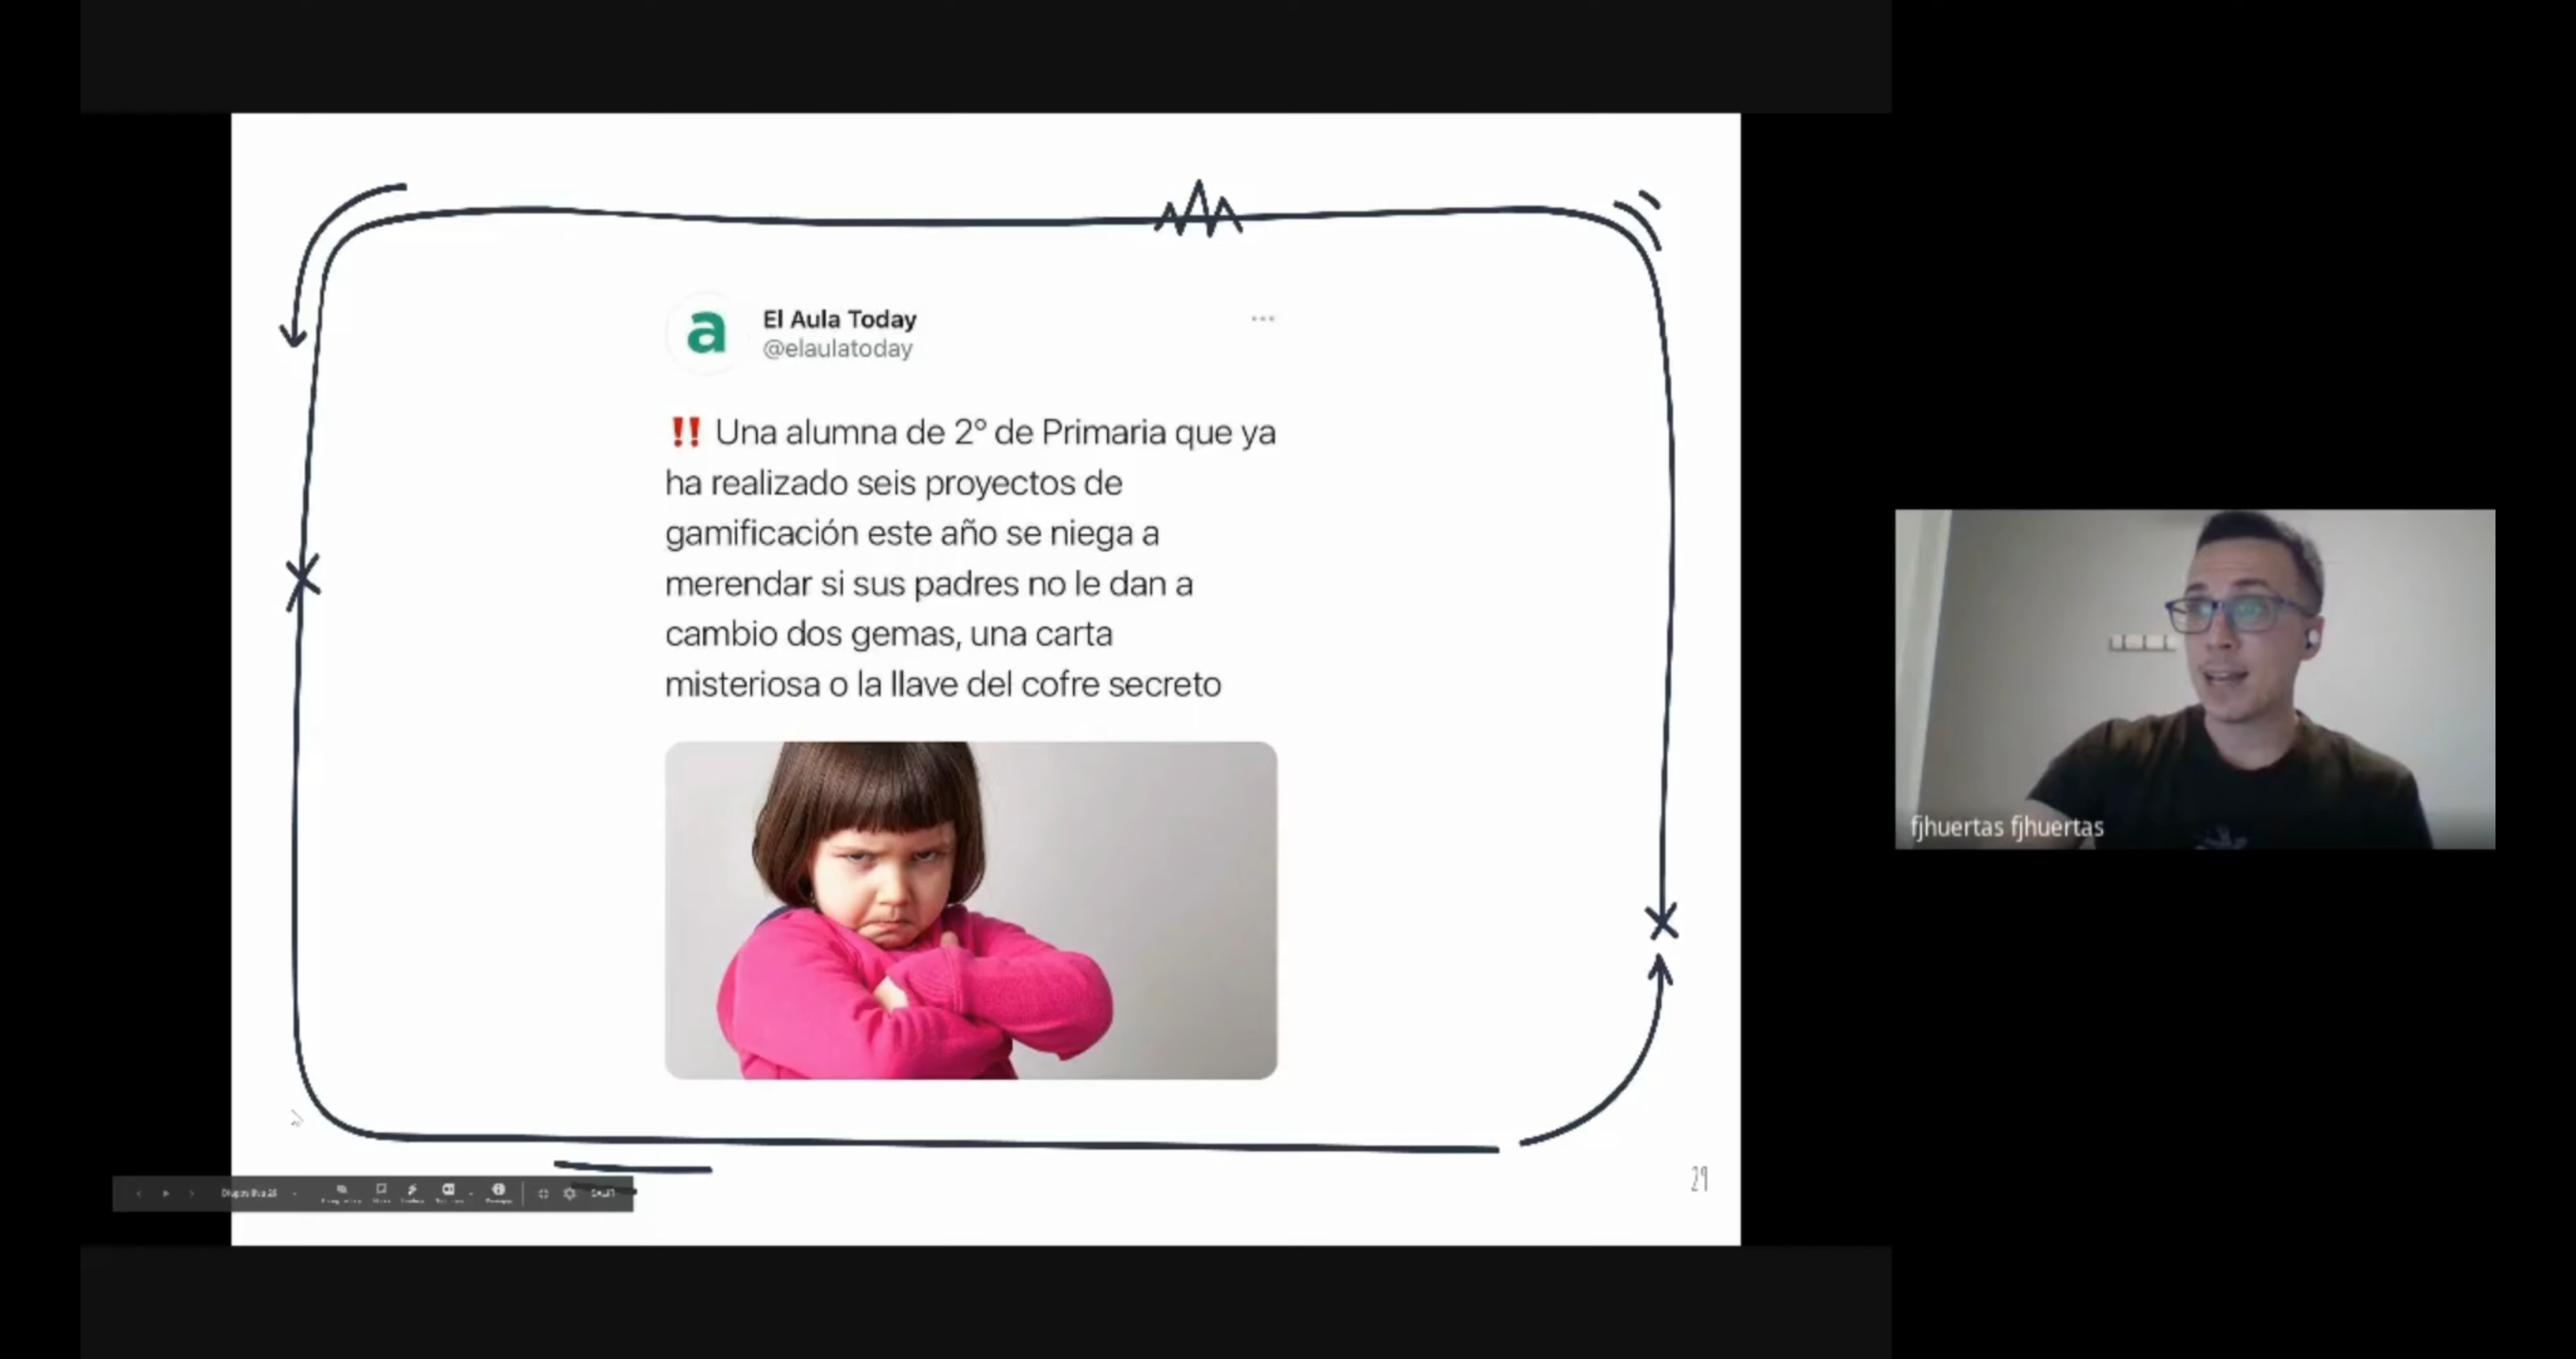 El Aula Today
@elaulatoday
‼ Una alumna de 2º de Primaria que ya
ha realizado seis proyectos de
gamificación este año se niega a
merendar si sus padres no le dan a
cambio dos gemas, una carta
misteriosa o la llave del cofre secreto
fjhuertas fjhuertas
29